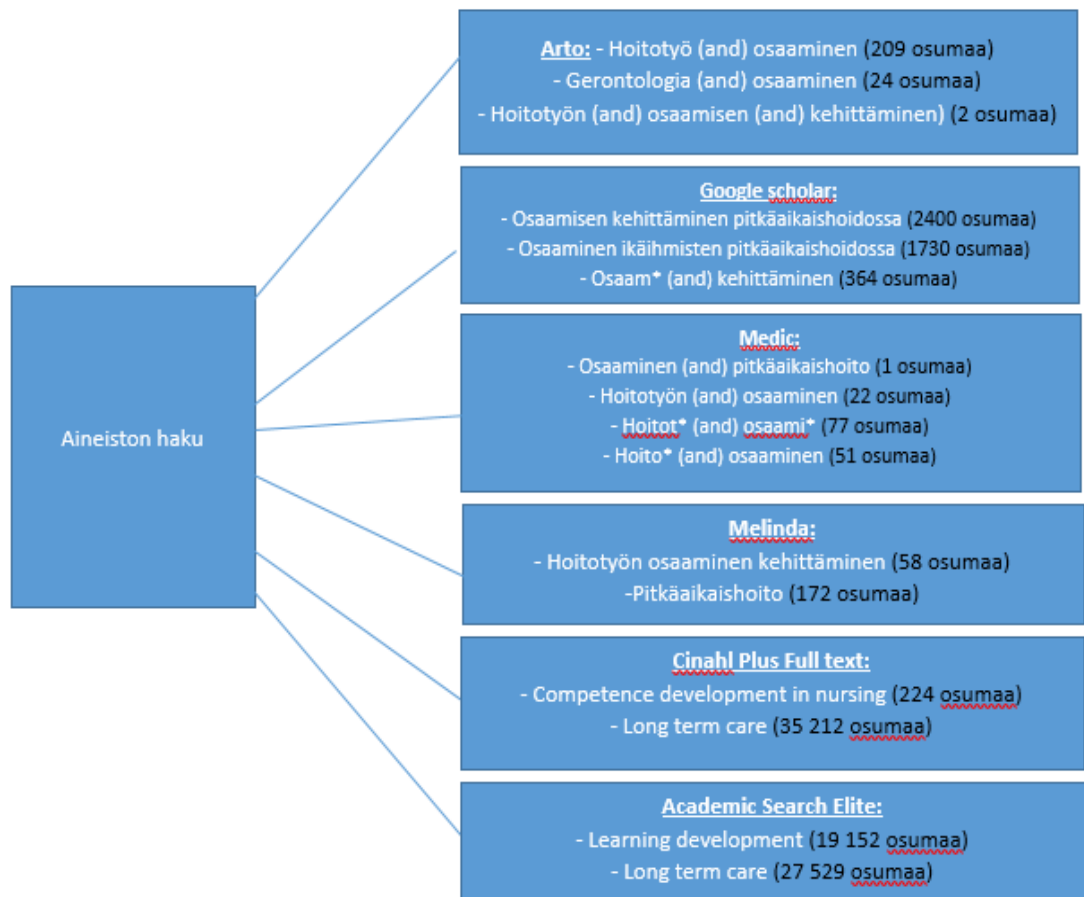 Aineiston haku
Arto: - Hoitotyö (and) osaaminen (209 osumaa)
- Gerontologia (and) osaaminen (24 osumaa)
- Hoitotyön (and) osaamisen (and) kehittäminen) (2 osumaa)
Google scholar:
- Osaamisen kehittäminen pitkäaikaishoidossa (2400 osumaa)
- Osaaminen ikäihmisten pitkäaikaishoidossa (1730 osumaa)
- Osaam* (and) kehittäminen (364 osumaa)
Medic:
- Osaaminen (and) pitkäaikaishoito (1 osumaa)
- Hoitotyön (and) osaaminen (22 osumaa)
- Hoitot* (and) osaami* (77 osumaa)
- Hoito* (and) osaaminen (51 osumaa)
Melinda:
- Hoitotyön osaaminen kehittäminen (58 osumaa)
-Pitkäaikaishoito (172 osumaa)
Cinahl Plus Full text:
- Competence development in nursing (224 osumaa)
- Long term care (35 212 osumaa)
Academic Search Elite:
- Learning development (19 152 osumaa)
- Long term care (27 529 osumaa)